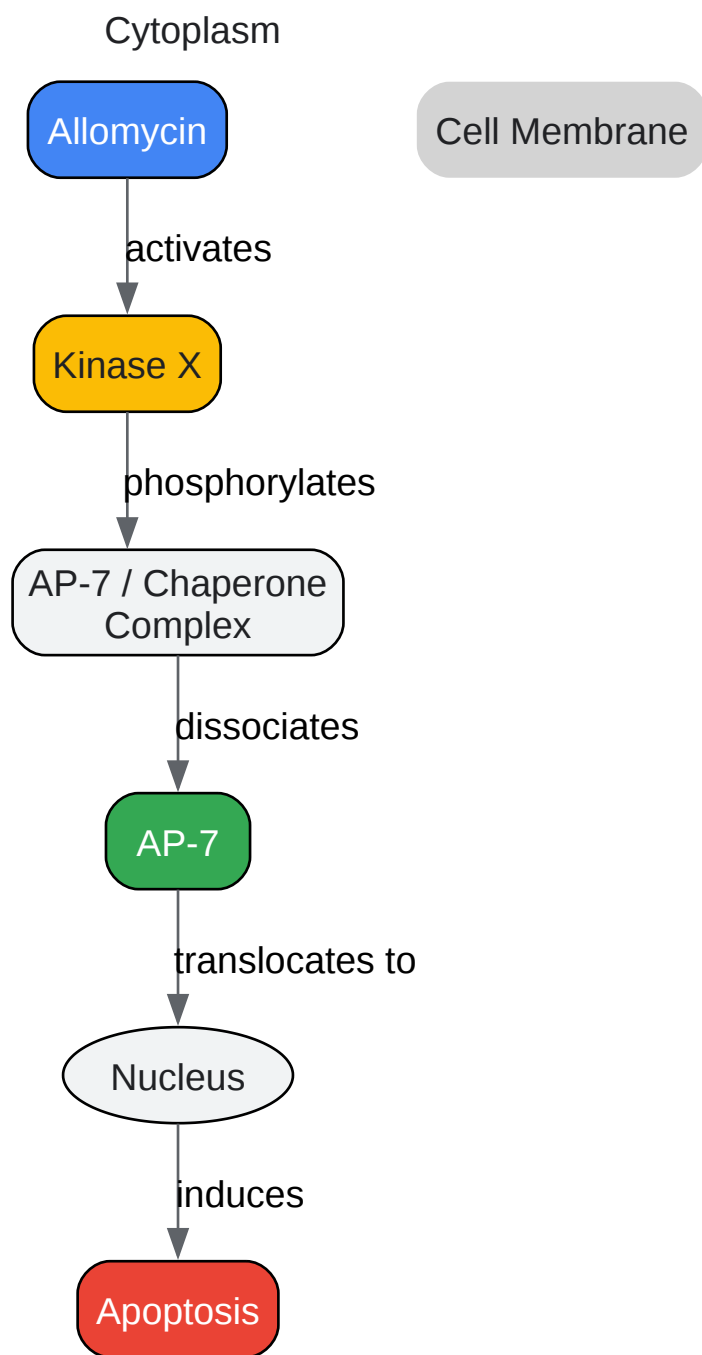 Cytoplasm
Allomycin
Cell Membrane
activates
Kinase X
phosphorylates
AP-7 / Chaperone
Complex
dissociates
AP-7
translocates to
Nucleus
induces
Apoptosis